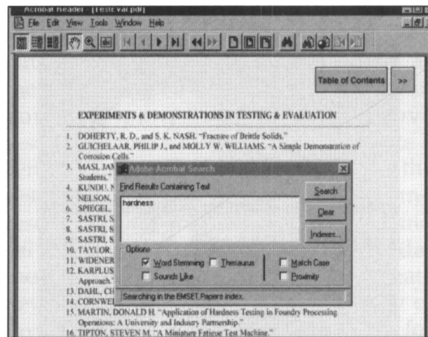 Acrobat Reader - [TestEval.pdf]
File Edit View Tools Window Help
Table of Contents >>
EXPERIMENTS & DEMONSTRATIONS IN TESTING & EVALUATION
1. DOHERTY, R. D., and S. K. NASH. "Fracture of Brittle Solids."
2. GUICHELAAR, PHILIP J., and MOLLY W. WILLIAMS. "A Simple Demonstration of
Corrosion Cells."
3. MASI, JAM
Students,"
4. KUNDU, N
5. NELSON,
6. SPIEGEL,
7. SASTRI, S
8. SASTRI, S
9. SASTRI, S
10. TAYLOR,
11. WIDENER
12. KARPLUS
Approach."
13. DAHL, CH
14. CORNWEL
15. MARTIN, DONALD H. "Application of Hardness Testing in Foundry Processing
Operations: A University and Industry Partnership."
16. TIPTON, STEVEN M. "A Miniature Fatigue Test Machine."
Adobe Acrobat Search
Find Results Containing Text
hardness
Search
Clear
Indexes...
Options
Word Stemming Thesaurus Match Case
Sounds Like Proximity
Searching in the EMSET Papers index.